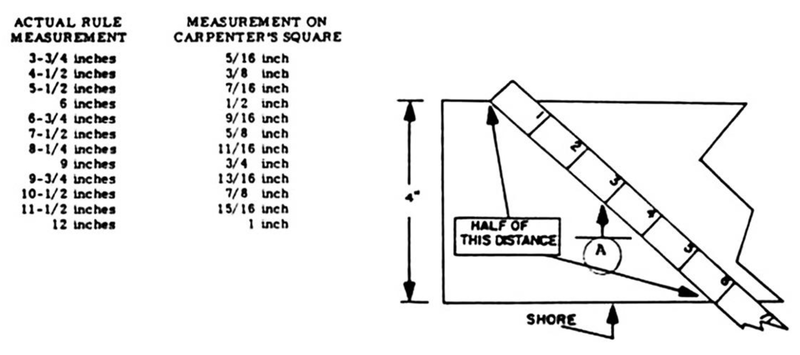 ACTUAL RULE MEASUREMENT ON
MEASUREMENT CARPENTER'S SQUARE
3-3/4 inches 5/16 inch
4-1/2 inches 3/8 inch
5-1/2 inches 7/16 inch
6 inches 1/2 inch
6-3/4 inches 9/16 inch
7-1/2 inches 5/8 inch
8-1/4 inches 11/16 inch
9 inches 3/4 inch
9-3/4 inches 13/16 inch
10-1/2 inches 7/8 inch
11-1/2 inches 15/16 inch
12 inches 1 inch
1
2
3
4
5
6
4"
HALF OF
THIS DISTANCE
A
SHORE